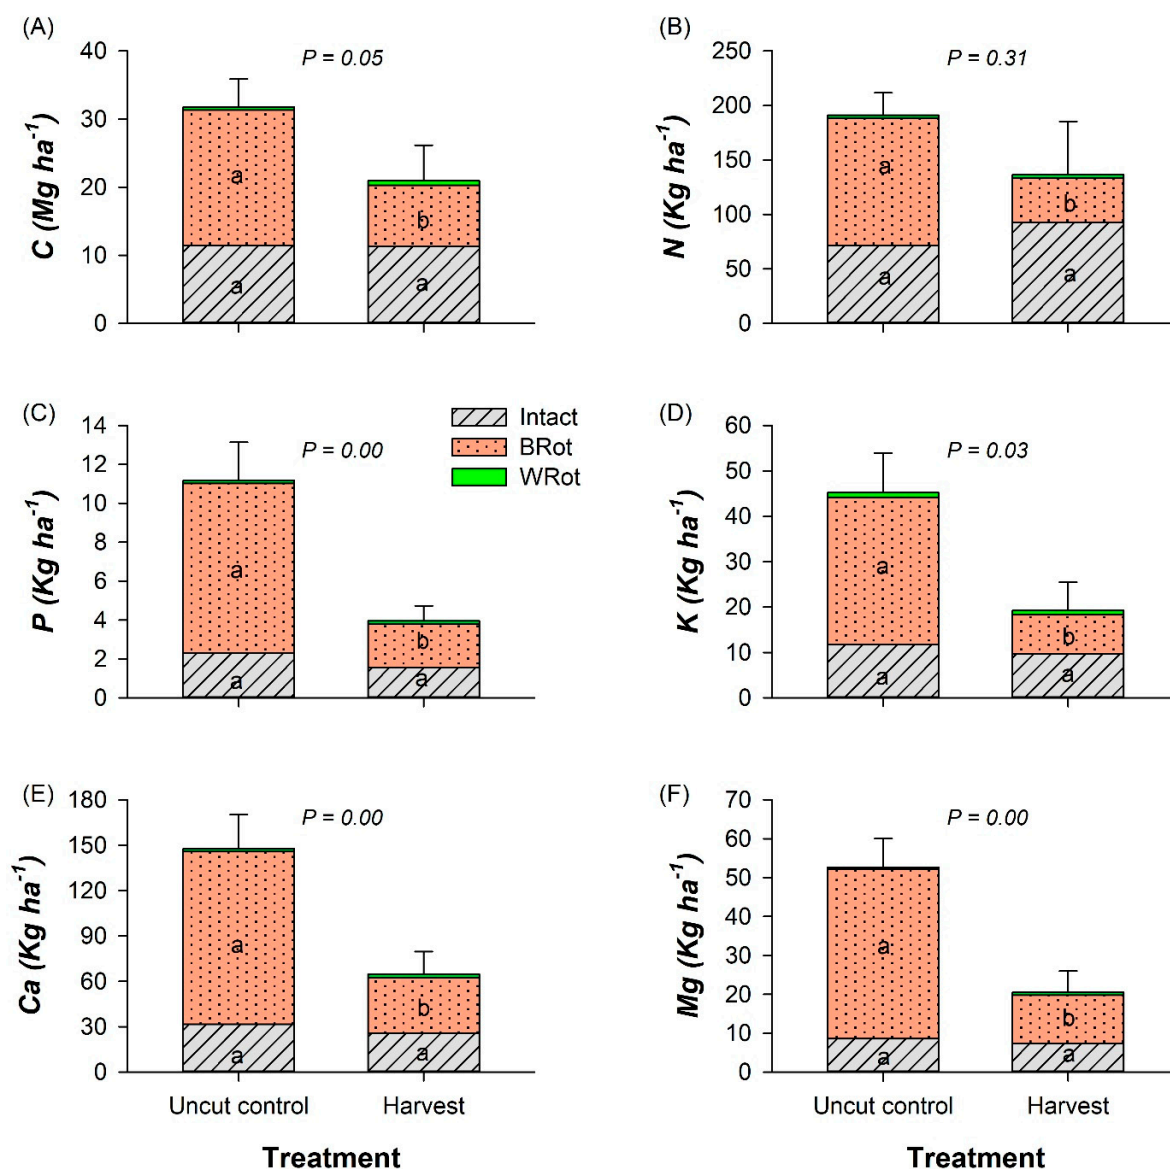 (A)
P = 0.05
C (Mg ha⁻¹)
40
30
20
10
0
a
a
b
a
(B)
P = 0.31
N (Kg ha⁻¹)
250
200
150
100
50
0
a
a
b
a
(C)
P = 0.00
P (Kg ha⁻¹)
14
12
10
8
6
4
2
0
a
a
b
a
Intact
BRot
WRot
(D)
P = 0.03
K (Kg ha⁻¹)
60
50
40
30
20
10
0
a
a
b
a
(E)
P = 0.00
Ca (Kg ha⁻¹)
180
150
120
90
60
30
0
a
a
b
a
Uncut control
Harvest
Treatment
(F)
P = 0.00
Mg (Kg ha⁻¹)
70
60
50
40
30
20
10
0
a
a
b
a
Uncut control
Harvest
Treatment